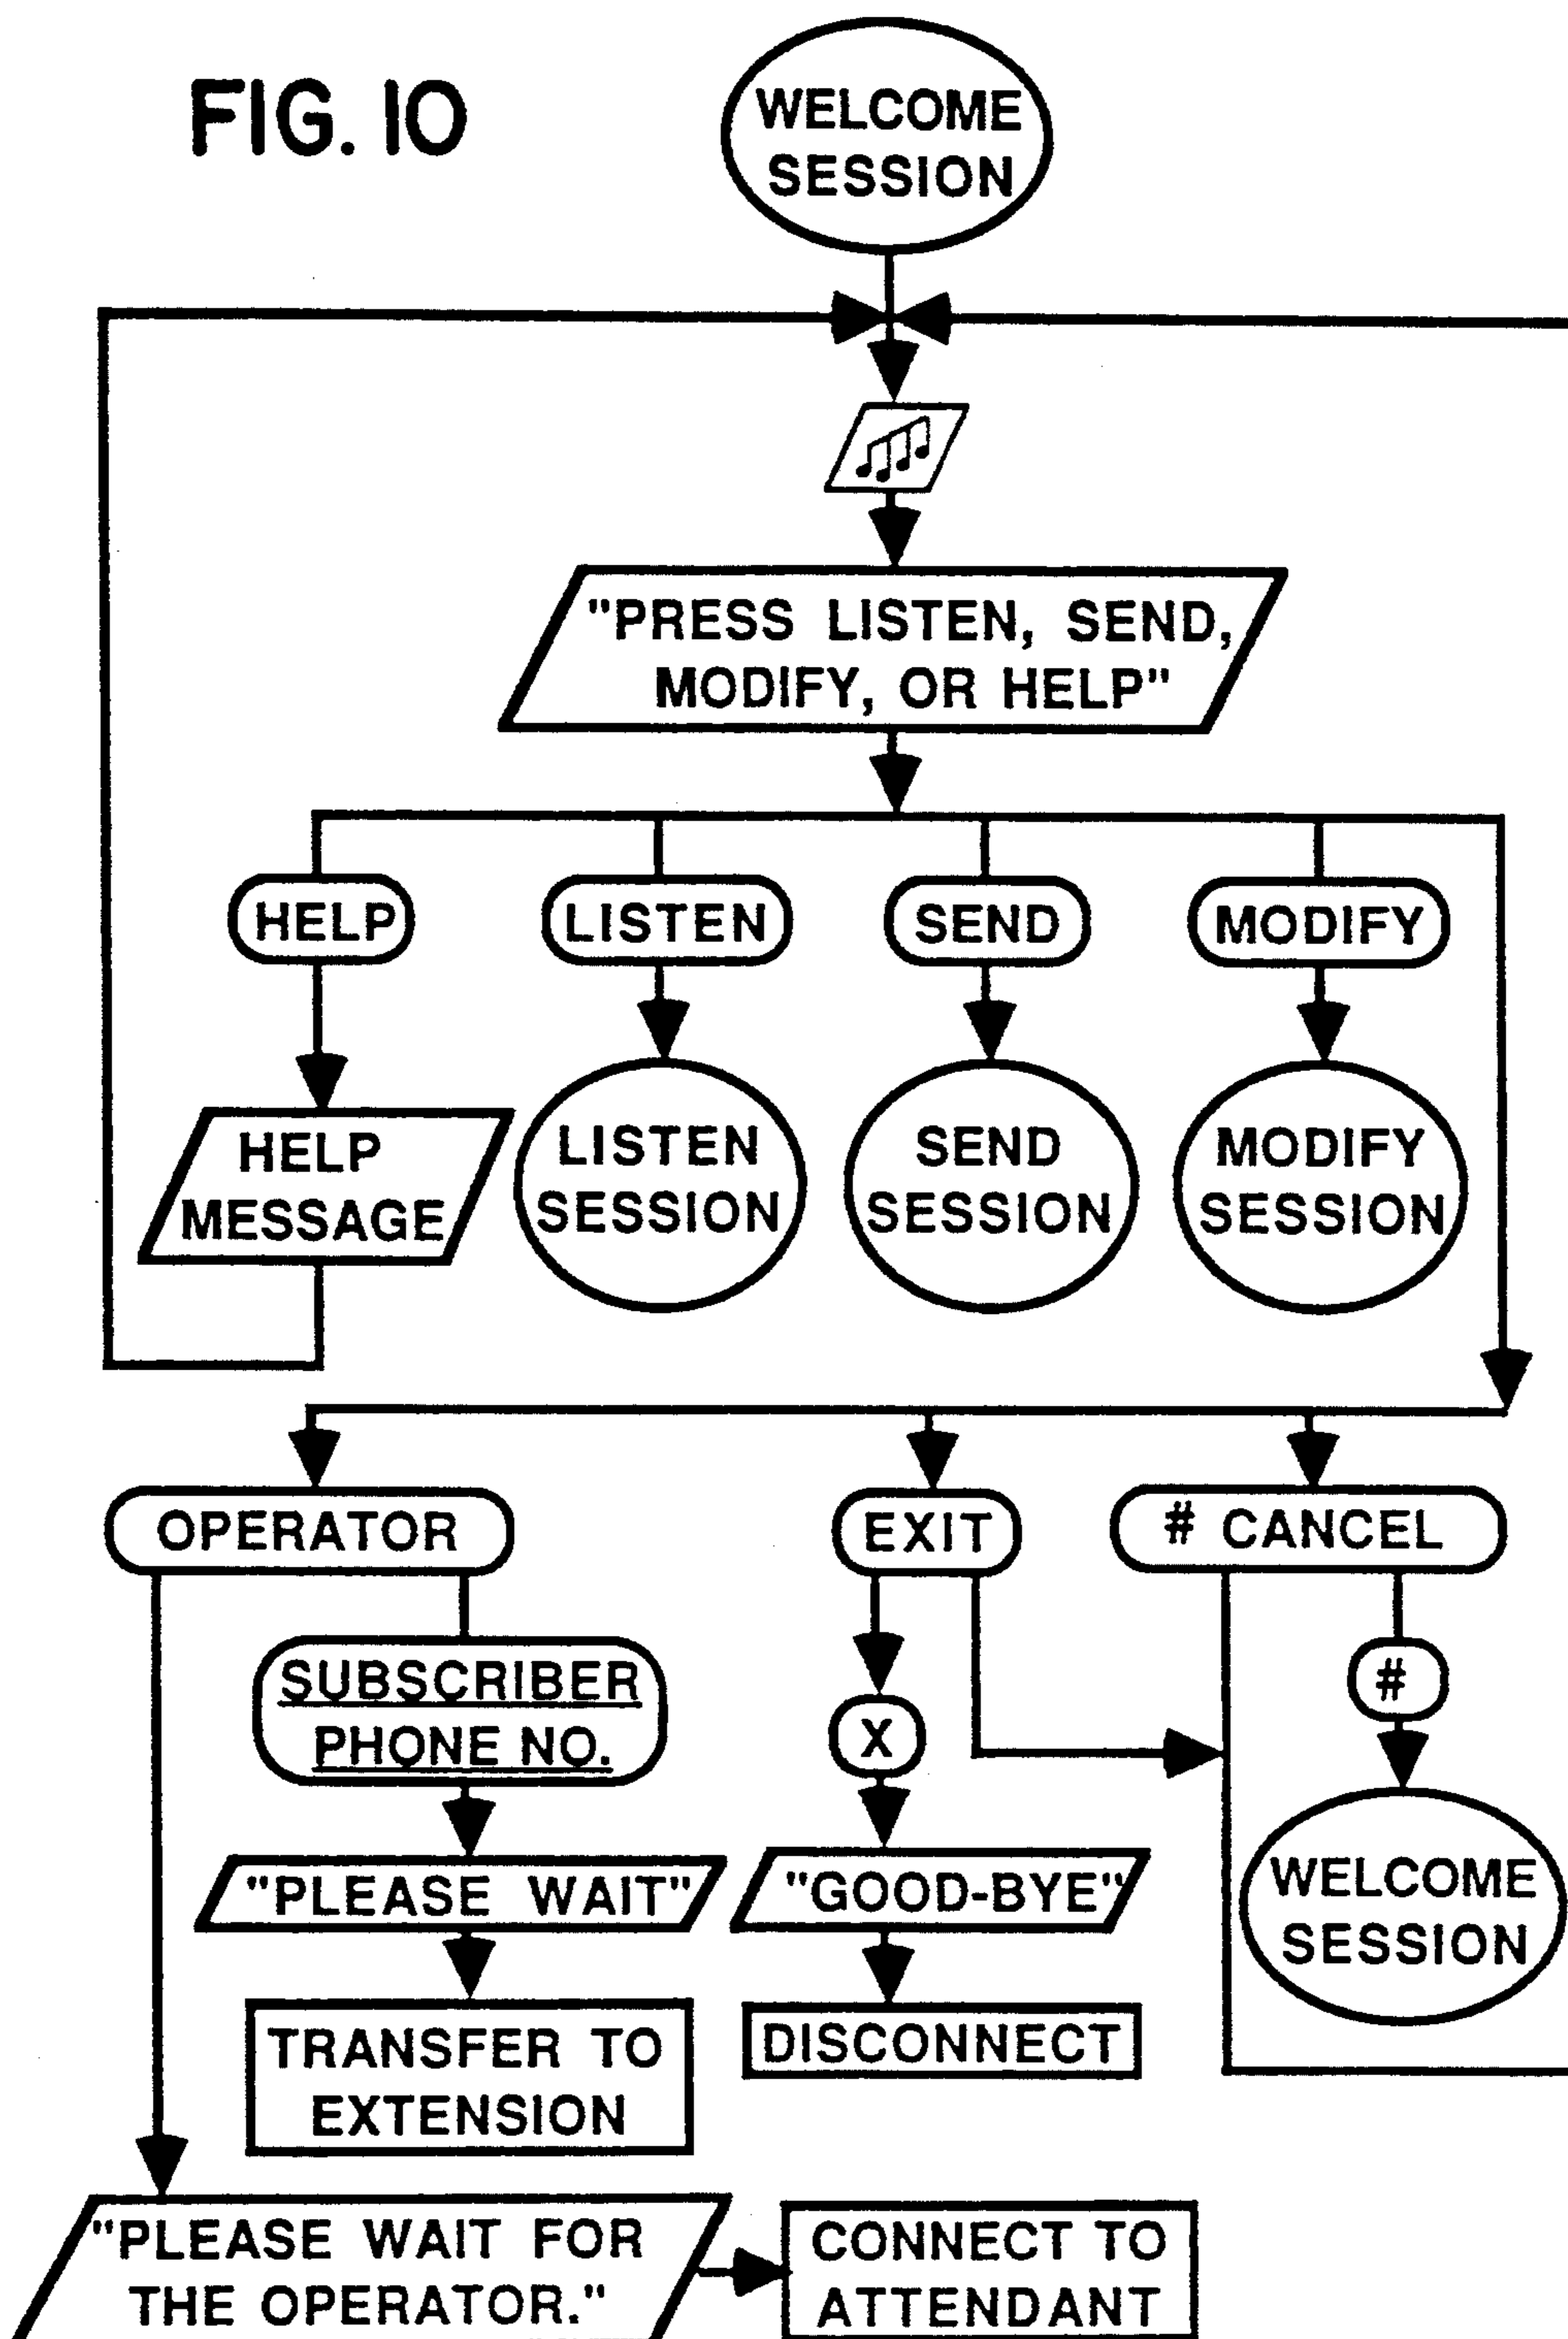 FIG. 10
WELCOME
SESSION
"PRESS LISTEN, SEND,
MODIFY, OR HELP"
HELP
LISTEN
SEND
MODIFY
HELP
MESSAGE
LISTEN
SESSION
SEND
SESSION
MODIFY
SESSION
OPERATOR
EXIT
# CANCEL
SUBSCRIBER
PHONE NO.
X
#
"PLEASE WAIT"
"GOOD-BYE"
WELCOME
SESSION
TRANSFER TO
EXTENSION
DISCONNECT
"PLEASE WAIT FOR
THE OPERATOR."
CONNECT TO
ATTENDANT